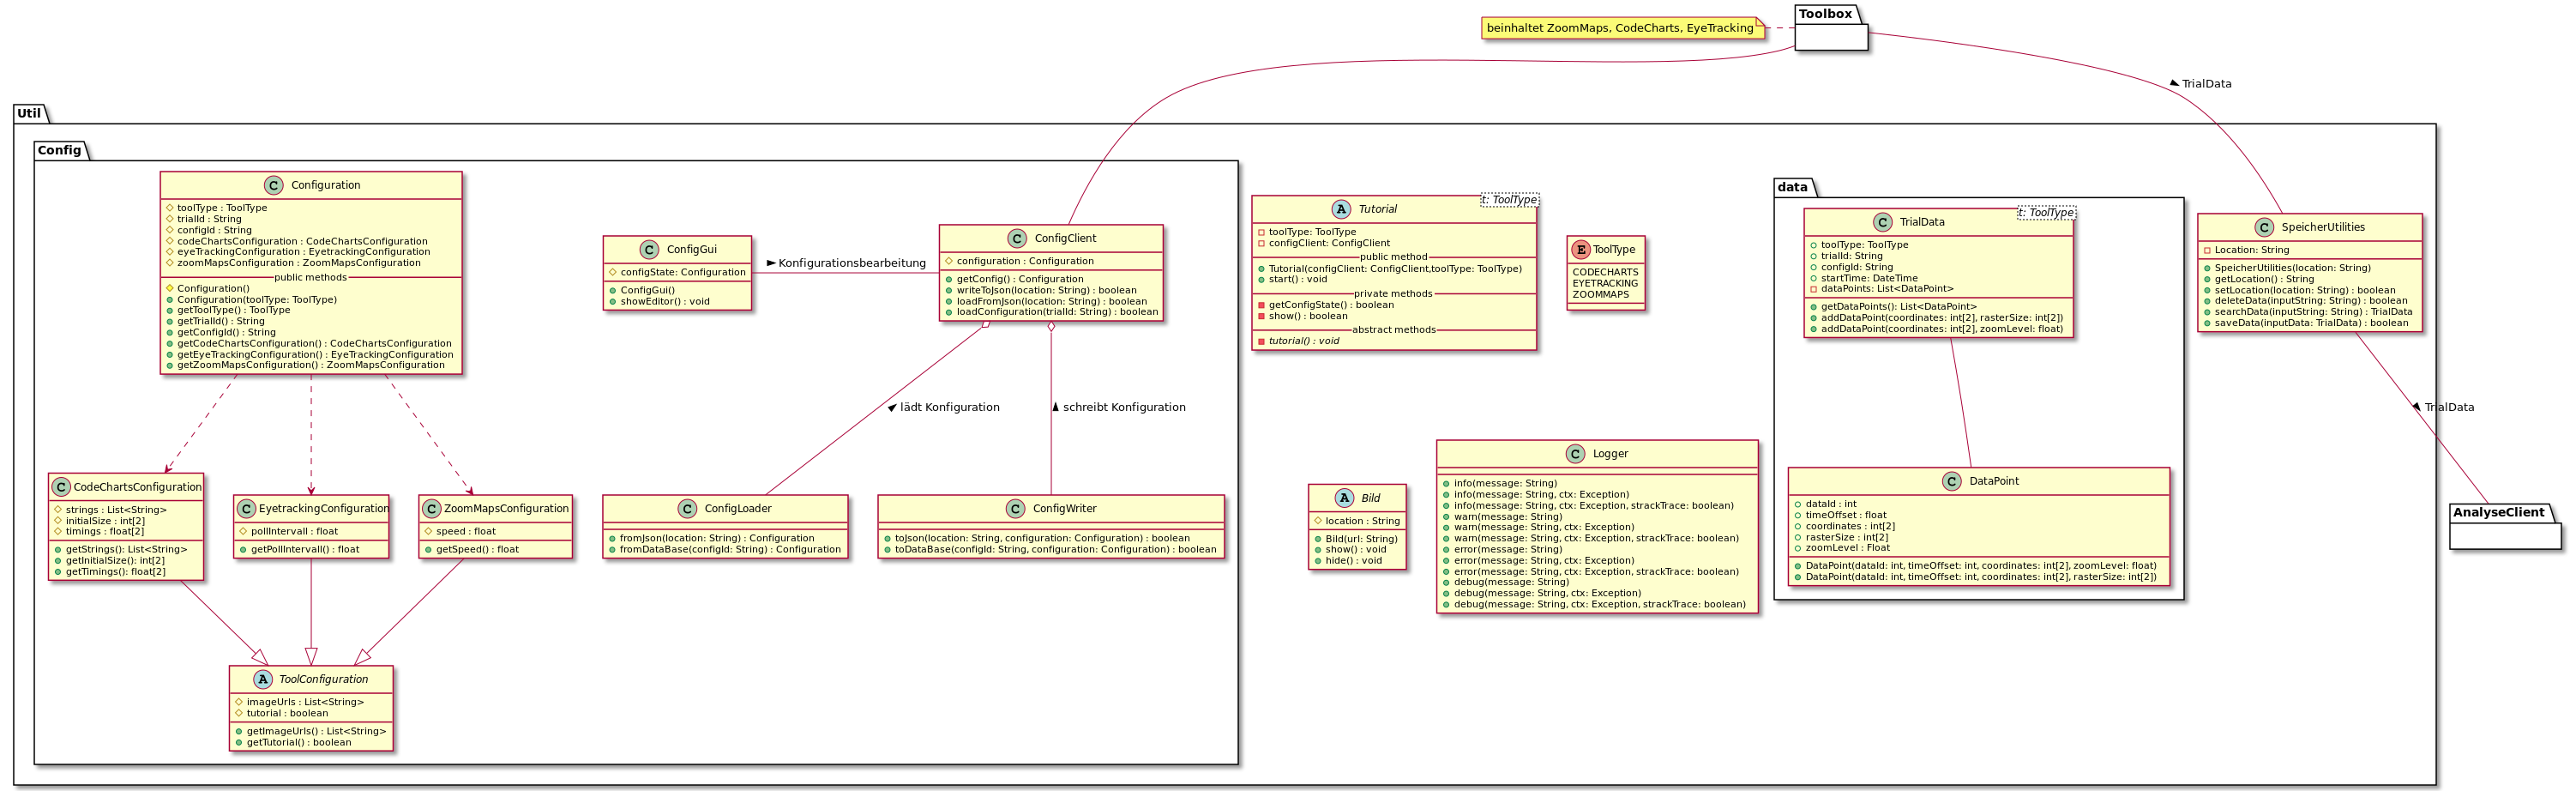 Toolbox
beinhaltet ZoomMaps, CodeCharts, EyeTracking
TrialData
Util
Config
C Configuration
toolType : ToolType
trialId : String
configId : String
codeChartsConfiguration : CodeChartsConfiguration
eyeTrackingConfiguration : EyetrackingConfiguration
zoomMapsConfiguration : ZoomMapsConfiguration
public methods
Configuration()
Configuration(toolType: ToolType)
getToolType() : ToolType
getTrialId() : String
getConfigId() : String
getCodeChartsConfiguration() : CodeChartsConfiguration
getEyeTrackingConfiguration() : EyeTrackingConfiguration
getZoomMapsConfiguration() : ZoomMapsConfiguration
C ConfigGui
configState: Configuration
ConfigGui()
showEditor() : void
Konfigurationsbearbeitung
C ConfigClient
configuration : Configuration
getConfig() : Configuration
writeToJson(location: String) : boolean
loadFromJson(location: String) : boolean
loadConfiguration(trialId: String) : boolean
t: ToolType
A Tutorial
toolType: ToolType
configClient: ConfigClient
public method
Tutorial(configClient: ConfigClient,toolType: ToolType)
start() : void
private methods
getConfigState() : boolean
show() : boolean
abstract methods
tutorial() : void
E ToolType
CODECHARTS
EYETRACKING
ZOOMMAPS
data
t: ToolType
C TrialData
toolType: ToolType
trialId: String
configId: String
startTime: DateTime
dataPoints: List<DataPoint>
getDataPoints(): List<DataPoint>
addDataPoint(coordinates: int[2], rasterSize: int[2])
addDataPoint(coordinates: int[2], zoomLevel: float)
C SpeicherUtilities
Location: String
SpeicherUtilities(location: String)
getLocation() : String
setLocation(location: String) : boolean
deleteData(inputString: String) : boolean
searchData(inputString: String) : TrialData
saveData(inputData: TrialData) : boolean
lädt Konfiguration
schreibt Konfiguration
TrialData
C CodeChartsConfiguration
strings : List<String>
initialSize : int[2]
timings : float[2]
getStrings(): List<String>
getInitialSize(): int[2]
getTimings(): float[2]
C EyetrackingConfiguration
pollIntervall : float
getPollIntervall() : float
C ZoomMapsConfiguration
speed : float
getSpeed() : float
C ConfigLoader
fromJson(location: String) : Configuration
fromDataBase(configId: String) : Configuration
C ConfigWriter
toJson(location: String, configuration: Configuration) : boolean
toDataBase(configId: String, configuration: Configuration) : boolean
A Bild
location : String
Bild(url: String)
show() : void
hide() : void
C Logger
info(message: String)
info(message: String, ctx: Exception)
info(message: String, ctx: Exception, strackTrace: boolean)
warn(message: String)
warn(message: String, ctx: Exception)
warn(message: String, ctx: Exception, strackTrace: boolean)
error(message: String)
error(message: String, ctx: Exception)
error(message: String, ctx: Exception, strackTrace: boolean)
debug(message: String)
debug(message: String, ctx: Exception)
debug(message: String, ctx: Exception, strackTrace: boolean)
C DataPoint
dataId : int
timeOffset : float
coordinates : int[2]
rasterSize : int[2]
zoomLevel : Float
DataPoint(dataId: int, timeOffset: int, coordinates: int[2], zoomLevel: float)
DataPoint(dataId: int, timeOffset: int, coordinates: int[2], rasterSize: int[2])
AnalyseClient
A ToolConfiguration
imageUrls : List<String>
tutorial : boolean
getImageUrls() : List<String>
getTutorial() : boolean